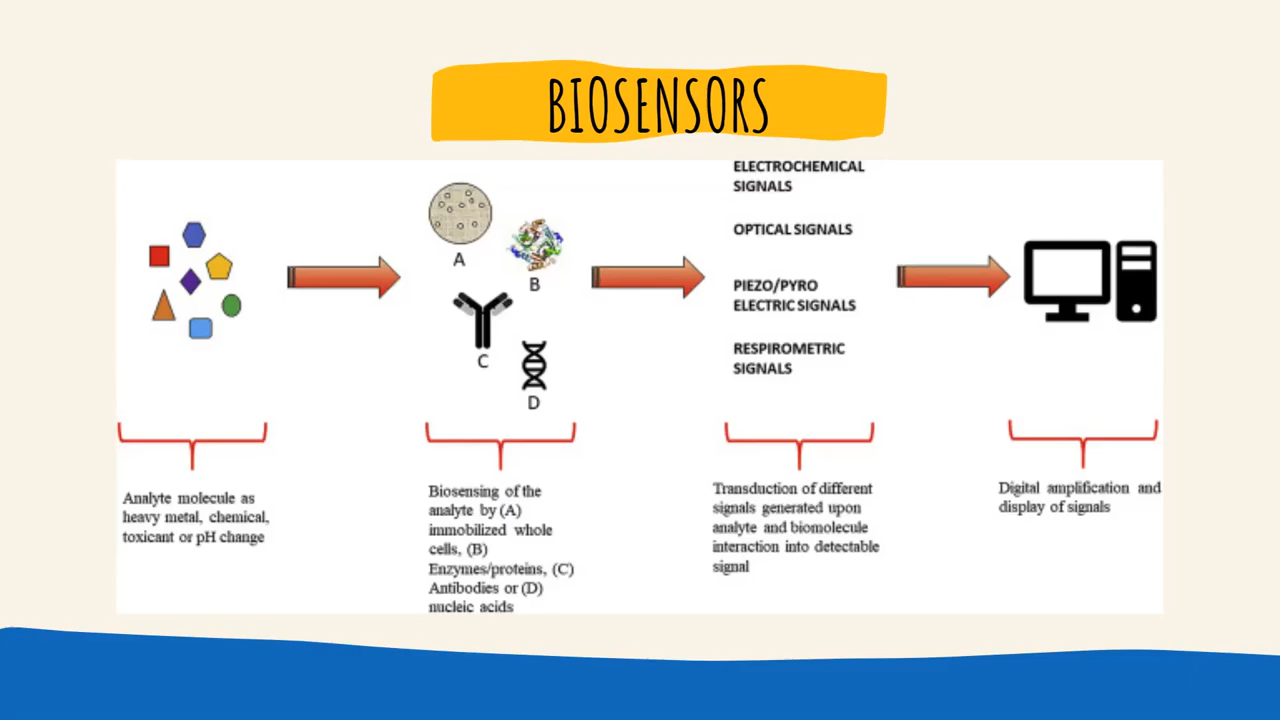 BIOSENSORS
ELECTROCHEMICAL
SIGNALS
OPTICAL SIGNALS
PIEZO/PYRO
ELECTRIC SIGNALS
RESPIROMETRIC
SIGNALS
A
B
C
D
Analyte molecule as
heavy metal, chemical,
toxicant or pH change
Biosensing of the
analyte by (A)
immobilized whole
cells, (B)
Enzymes/proteins, (C)
Antibodies or (D)
nucleic acids
Transduction of different
signals generated upon
analyte and biomolecule
interaction into detectable
signal
Digital amplification and
display of signals